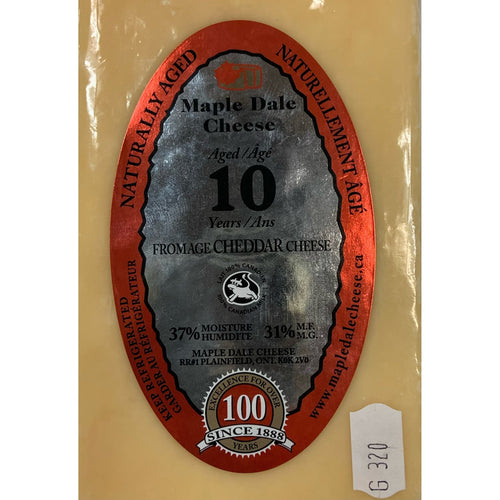 NATURALLY AGED
NATURELLEMENT ÂGÉ
Maple Dale
Cheese
Aged/Âgé
10
Years/Ans
FROMAGE CHEDDAR CHEESE
37% MOISTURE
HUMIDITÉ
31% M.F.
M.G.
MAPLE DALE CHEESE
RR#1 PLAINFIELD, ONT. K0K 2V0
KEEP REFRIGERATED
GARDER AU RÉFRIGÉRATEUR
www.mapledalecheese.ca
EXCELLENCE FOR OVER
100
SINCE 1888
YEARS
G 320